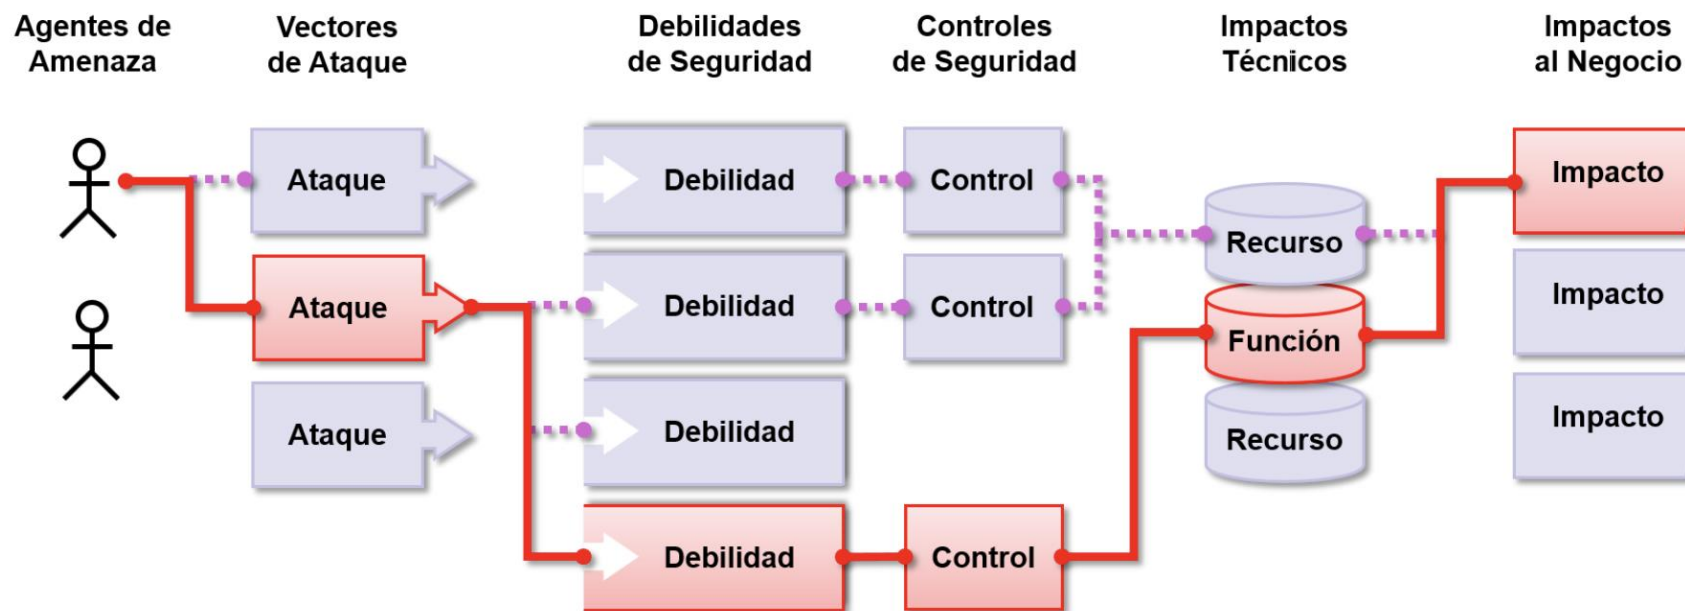 Agentes de
Amenaza
Vectores
de Ataque
Debilidades
de Seguridad
Controles
de Seguridad
Impactos
Técnicos
Impactos
al Negocio
Ataque
Debilidad
Control
Impacto
Recurso
Ataque
Debilidad
Control
Impacto
Función
Ataque
Debilidad
Impacto
Recurso
Debilidad
Control